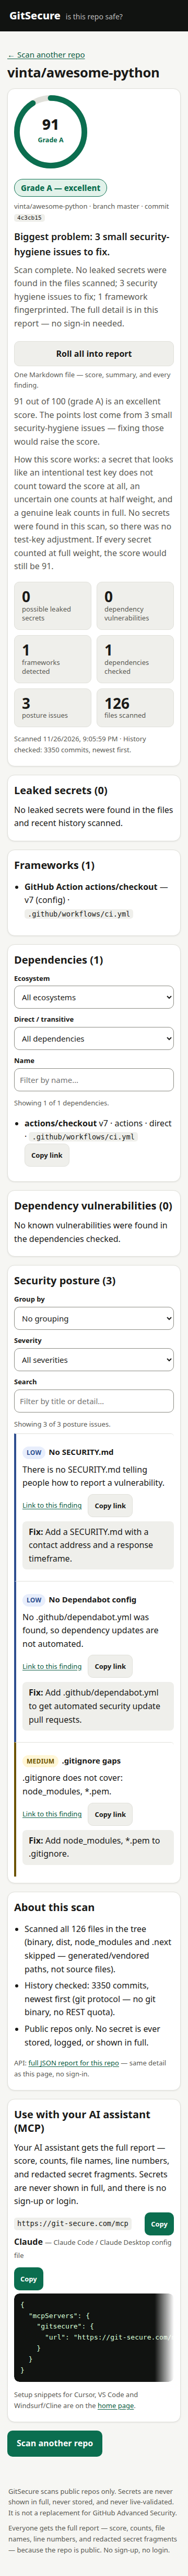 GitSecure is this repo safe?
← Scan another repo
vinta/awesome-python
91
Grade A
Grade A — excellent
vinta/awesome-python · branch master · commit
4c3cb15
Biggest problem: 3 small security-
hygiene issues to fix.
Scan complete. No leaked secrets were
found in the files scanned; 3 security
hygiene issues to fix; 1 framework
fingerprinted. The full detail is in this
report — no sign-in needed.
Roll all into report
One Markdown file — score, summary, and every
finding.
91 out of 100 (grade A) is an excellent
score. The points lost come from 3 small
security-hygiene issues — fixing those
would raise the score.
How this score works: a secret that looks
like an intentional test key does not
count toward the score at all, an
uncertain one counts at half weight, and
a genuine leak counts in full. No secrets
were found in this scan, so there was no
test-key adjustment. If every secret
counted at full weight, the score would
still be 91.
0
possible leaked
secrets
0
dependency
vulnerabilities
1
frameworks
detected
1
dependencies
checked
3
posture issues
126
files scanned
Scanned 11/26/2026, 9:05:59 PM · History
checked: 3350 commits, newest first.
Leaked secrets (0)
No leaked secrets were found in the files
and recent history scanned.
Frameworks (1)
• GitHub Action actions/checkout —
v7 (config) ·
.github/workflows/ci.yml
Dependencies (1)
Ecosystem
All ecosystems
Direct / transitive
All dependencies
Name
Filter by name...
Showing 1 of 1 dependencies.
• actions/checkout v7 · actions · direct
· .github/workflows/ci.yml
Copy link
Dependency vulnerabilities (0)
No known vulnerabilities were found in
the dependencies checked.
Security posture (3)
Group by
No grouping
Severity
All severities
Search
Filter by title or detail...
Showing 3 of 3 posture issues.
LOW No SECURITY.md
There is no SECURITY.md telling
people how to report a vulnerability.
Link to this finding Copy link
Fix: Add a SECURITY.md with a
contact address and a response
timeframe.
LOW No Dependabot config
No .github/dependabot.yml was
found, so dependency updates are
not automated.
Link to this finding Copy link
Fix: Add .github/dependabot.yml
to get automated security update
pull requests.
MEDIUM .gitignore gaps
.gitignore does not cover:
node_modules, *.pem.
Link to this finding Copy link
Fix: Add node_modules, *.pem to
.gitignore.
About this scan
• Scanned all 126 files in the tree
(binary, dist, node_modules and .next
skipped — generated/vendored
paths, not source files).
• History checked: 3350 commits,
newest first (git protocol — no git
binary, no REST quota).
• Public repos only. No secret is ever
stored, logged, or shown in full.
API: full JSON report for this repo — same detail
as this page, no sign-in.
Use with your AI assistant
(MCP)
Your AI assistant gets the full report —
score, counts, file names, line numbers,
and redacted secret fragments. Secrets
are never shown in full, and there is no
sign-up or login.
https://git-secure.com/mcp Copy
Claude — Claude Code / Claude Desktop config
file
Copy
{
"mcpServers": {
"gitsecure": {
"url": "https://git-secure.com/
}
}
}
Setup snippets for Cursor, VS Code and
Windsurf/Cline are on the home page.
Scan another repo
GitSecure scans public repos only. Secrets are never
shown in full, never stored, and never live-validated.
It is not a replacement for GitHub Advanced Security.
Everyone gets the full report — score, counts, file
names, line numbers, and redacted secret fragments
— because the repo is public. No sign-up, no login.